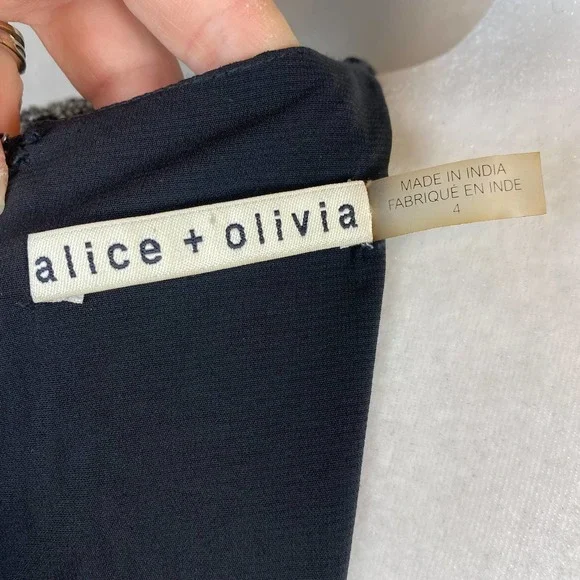 alice + olivia
MADE IN INDIA
FABRIQUÉ EN INDE
4